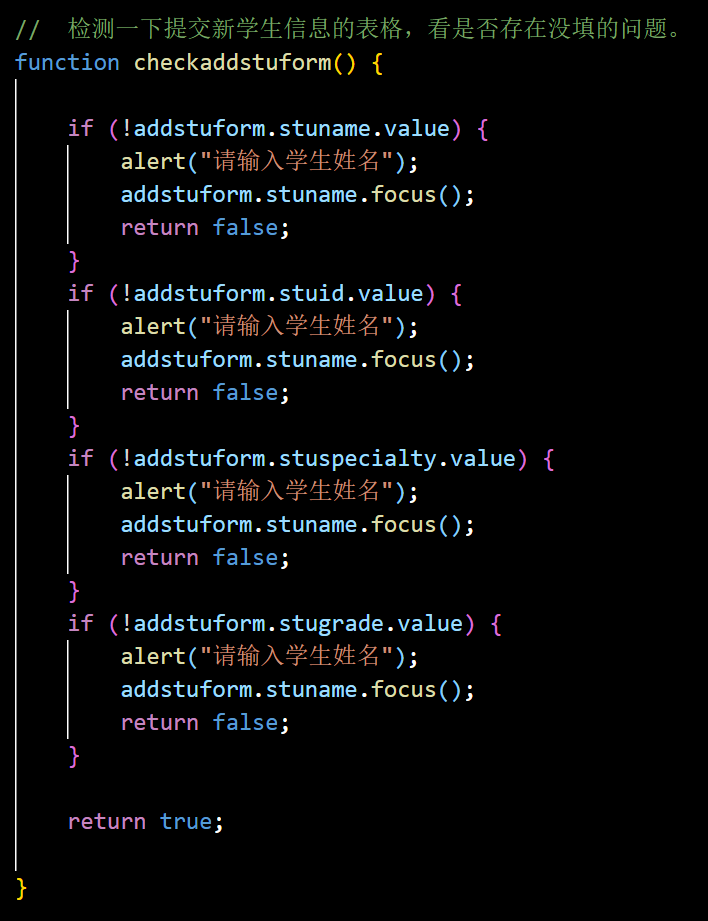 //  检测一下提交新学生信息的表格，看是否存在没填的问题。
function checkaddstuform() {
if (!addstuform.stuname.value) {
alert("请输入学生姓名");
addstuform.stuname.focus();
return false;
}
if (!addstuform.stuid.value) {
alert("请输入学生姓名");
addstuform.stuname.focus();
return false;
}
if (!addstuform.stuspecialty.value) {
alert("请输入学生姓名");
addstuform.stuname.focus();
return false;
}
if (!addstuform.stugrade.value) {
alert("请输入学生姓名");
addstuform.stuname.focus();
return false;
}
return true;
}